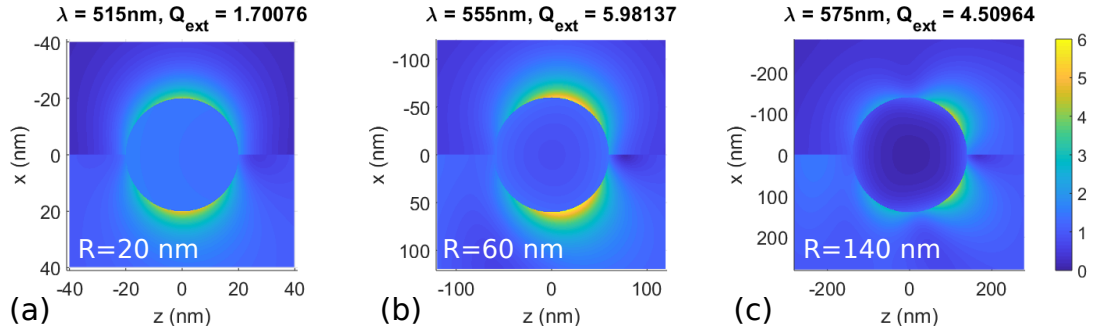 λ = 515nm, Q_ext = 1.70076
-40
-20
0
20
40
x (nm)
R=20 nm
-40 -20 0 20 40
z (nm)
(a)
λ = 555nm, Q_ext = 5.98137
-100
-50
0
50
100
x (nm)
R=60 nm
-100 0 100
z (nm)
(b)
λ = 575nm, Q_ext = 4.50964
-200
-100
0
100
200
x (nm)
R=140 nm
-200 0 200
z (nm)
(c)
6
5
4
3
2
1
0